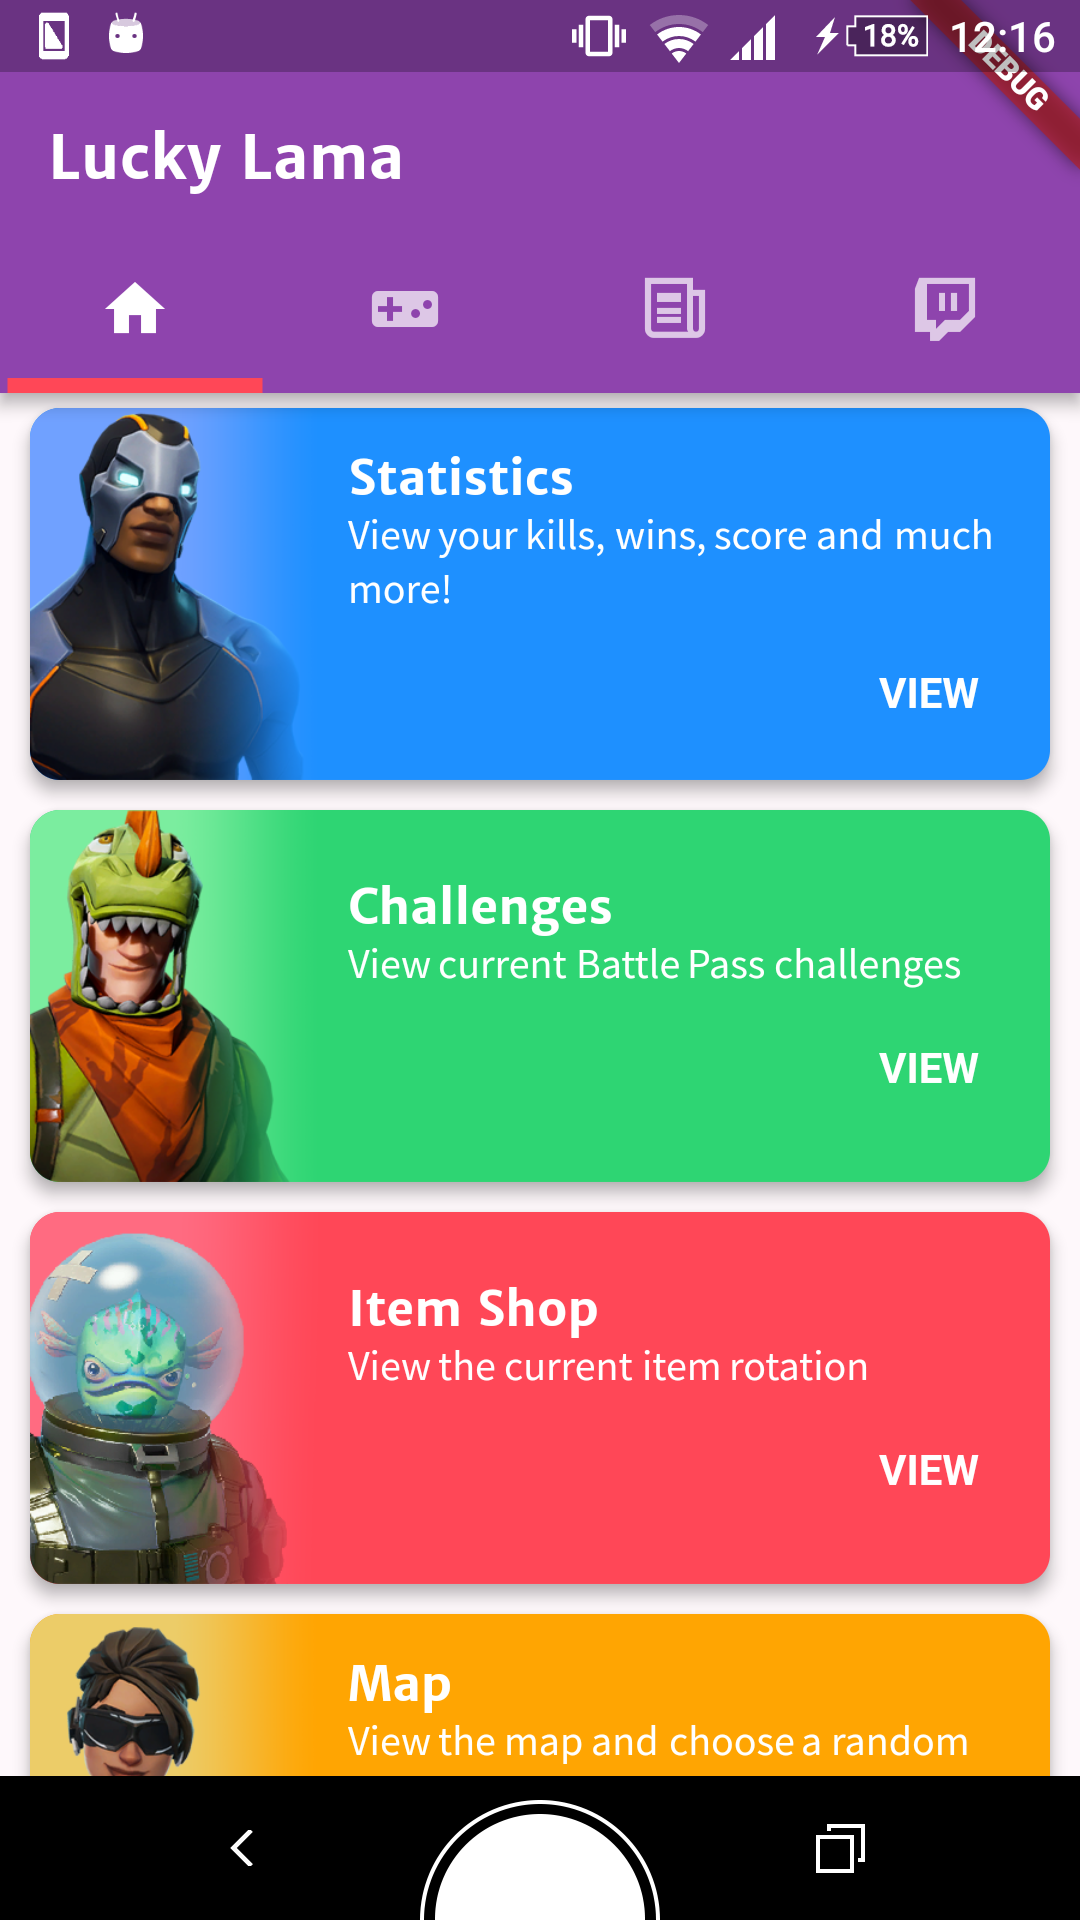 18% 12:16
DEBUG
Lucky Lama
Statistics
View your kills, wins, score and much
more!
VIEW
Challenges
View current Battle Pass challenges
VIEW
Item Shop
View the current item rotation
VIEW
Map
View the map and choose a random